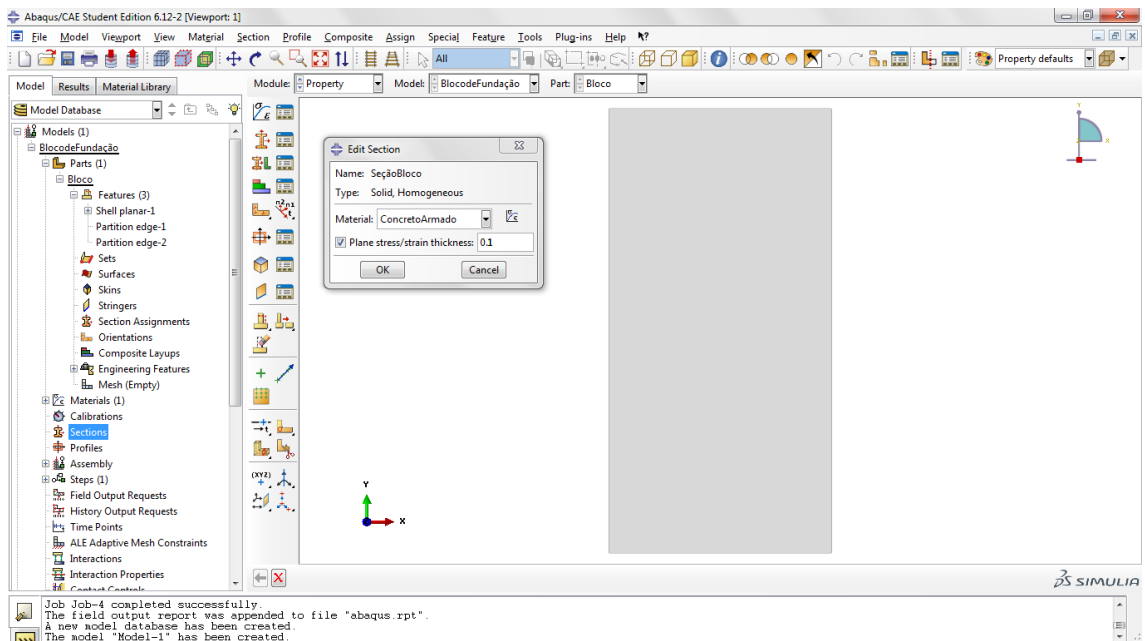 Abaqus/CAE Student Edition 6.12-2 [Viewport: 1]
File Model Viewport View Material Section Profile Composite Assign Special Feature Tools Plug-ins Help
All
Property defaults
Model Results Material Library
Module: Property Model: BlocodeFundação Part: Bloco
Model Database
Models (1)
BlocodeFundação
Parts (1)
Bloco
Features (3)
Shell planar-1
Partition edge-1
Partition edge-2
Sets
Surfaces
Skins
Stringers
Section Assignments
Orientations
Composite Layups
Engineering Features
Mesh (Empty)
Materials (1)
Calibrations
Sections
Profiles
Assembly
Steps (1)
Field Output Requests
History Output Requests
Time Points
ALE Adaptive Mesh Constraints
Interactions
Interaction Properties
Contact Controls
Edit Section
Name: SeçãoBloco
Type: Solid, Homogeneous
Material: ConcretoArmado
Plane stress/strain thickness: 0.1
OK Cancel
(XYZ)
Y
X
Y
X
SIMULIA
Job Job-4 completed successfully.
The field output report was appended to file "abaqus.rpt".
A new model database has been created.
The model "Model-1" has been created.